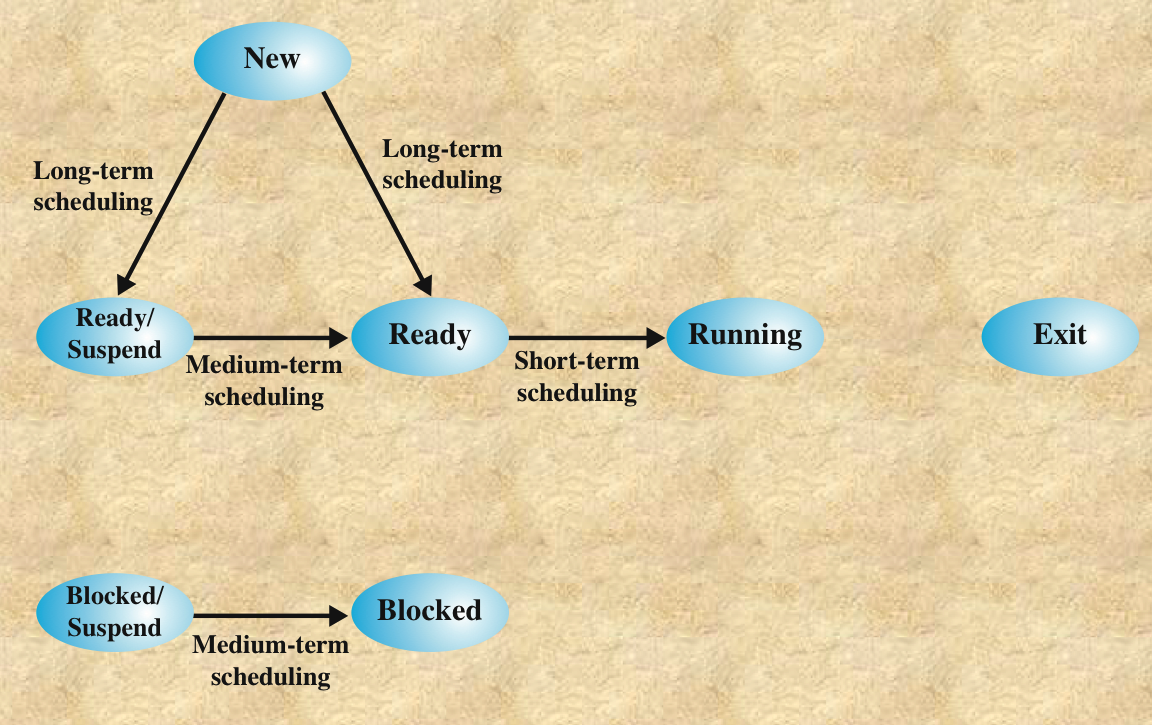 New
Long-term
scheduling
Long-term
scheduling
Ready/
Suspend
Medium-term
scheduling
Ready
Short-term
scheduling
Running
Exit
Blocked/
Suspend
Medium-term
scheduling
Blocked